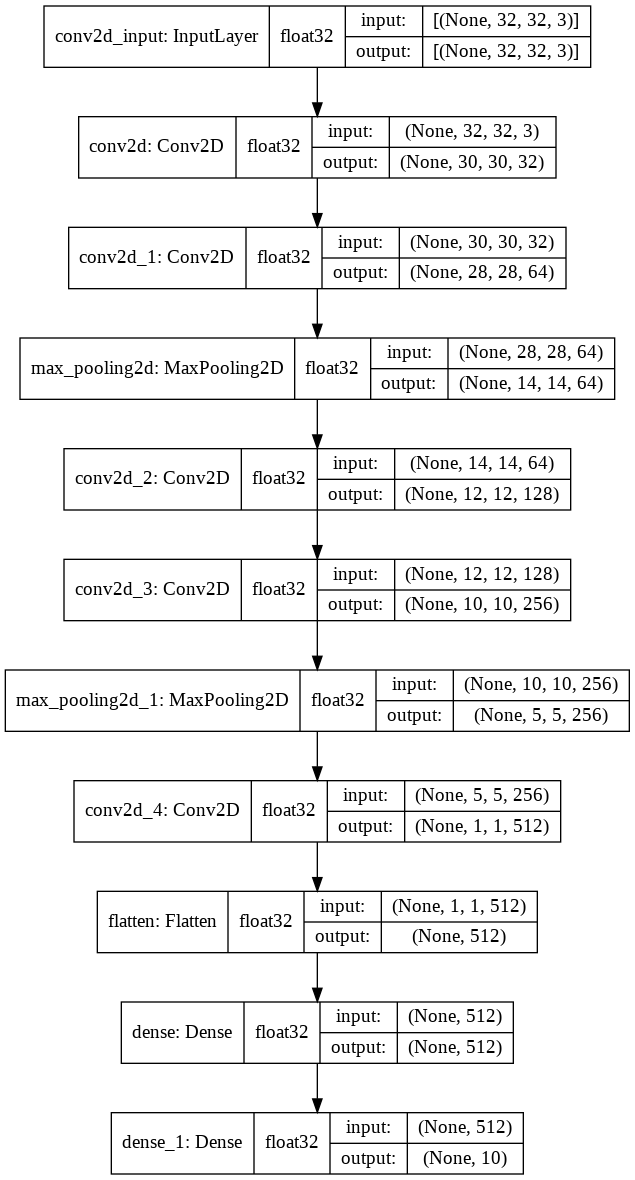 conv2d_input: InputLayer float32 input: [(None, 32, 32, 3)]
output: [(None, 32, 32, 3)]
conv2d: Conv2D float32 input: (None, 32, 32, 3)
output: (None, 30, 30, 32)
conv2d_1: Conv2D float32 input: (None, 30, 30, 32)
output: (None, 28, 28, 64)
max_pooling2d: MaxPooling2D float32 input: (None, 28, 28, 64)
output: (None, 14, 14, 64)
conv2d_2: Conv2D float32 input: (None, 14, 14, 64)
output: (None, 12, 12, 128)
conv2d_3: Conv2D float32 input: (None, 12, 12, 128)
output: (None, 10, 10, 256)
max_pooling2d_1: MaxPooling2D float32 input: (None, 10, 10, 256)
output: (None, 5, 5, 256)
conv2d_4: Conv2D float32 input: (None, 5, 5, 256)
output: (None, 1, 1, 512)
flatten: Flatten float32 input: (None, 1, 1, 512)
output: (None, 512)
dense: Dense float32 input: (None, 512)
output: (None, 512)
dense_1: Dense float32 input: (None, 512)
output: (None, 10)